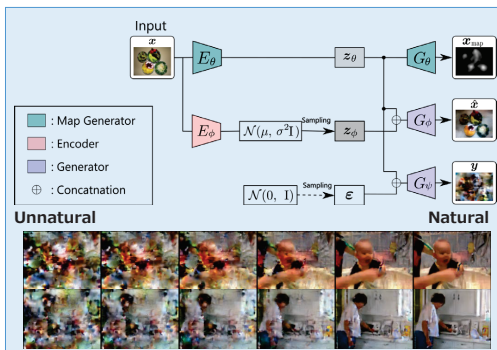 Input
x
E_θ
z_θ
G_θ
x_map
: Map Generator
: Encoder
: Generator
⊕ : Concatnation
E_ϕ
N(μ, σ²I)
Sampling
z_ϕ
G_ϕ
x̂
N(0, I)
Sampling
ε
G_ψ
y
Unnatural
Natural